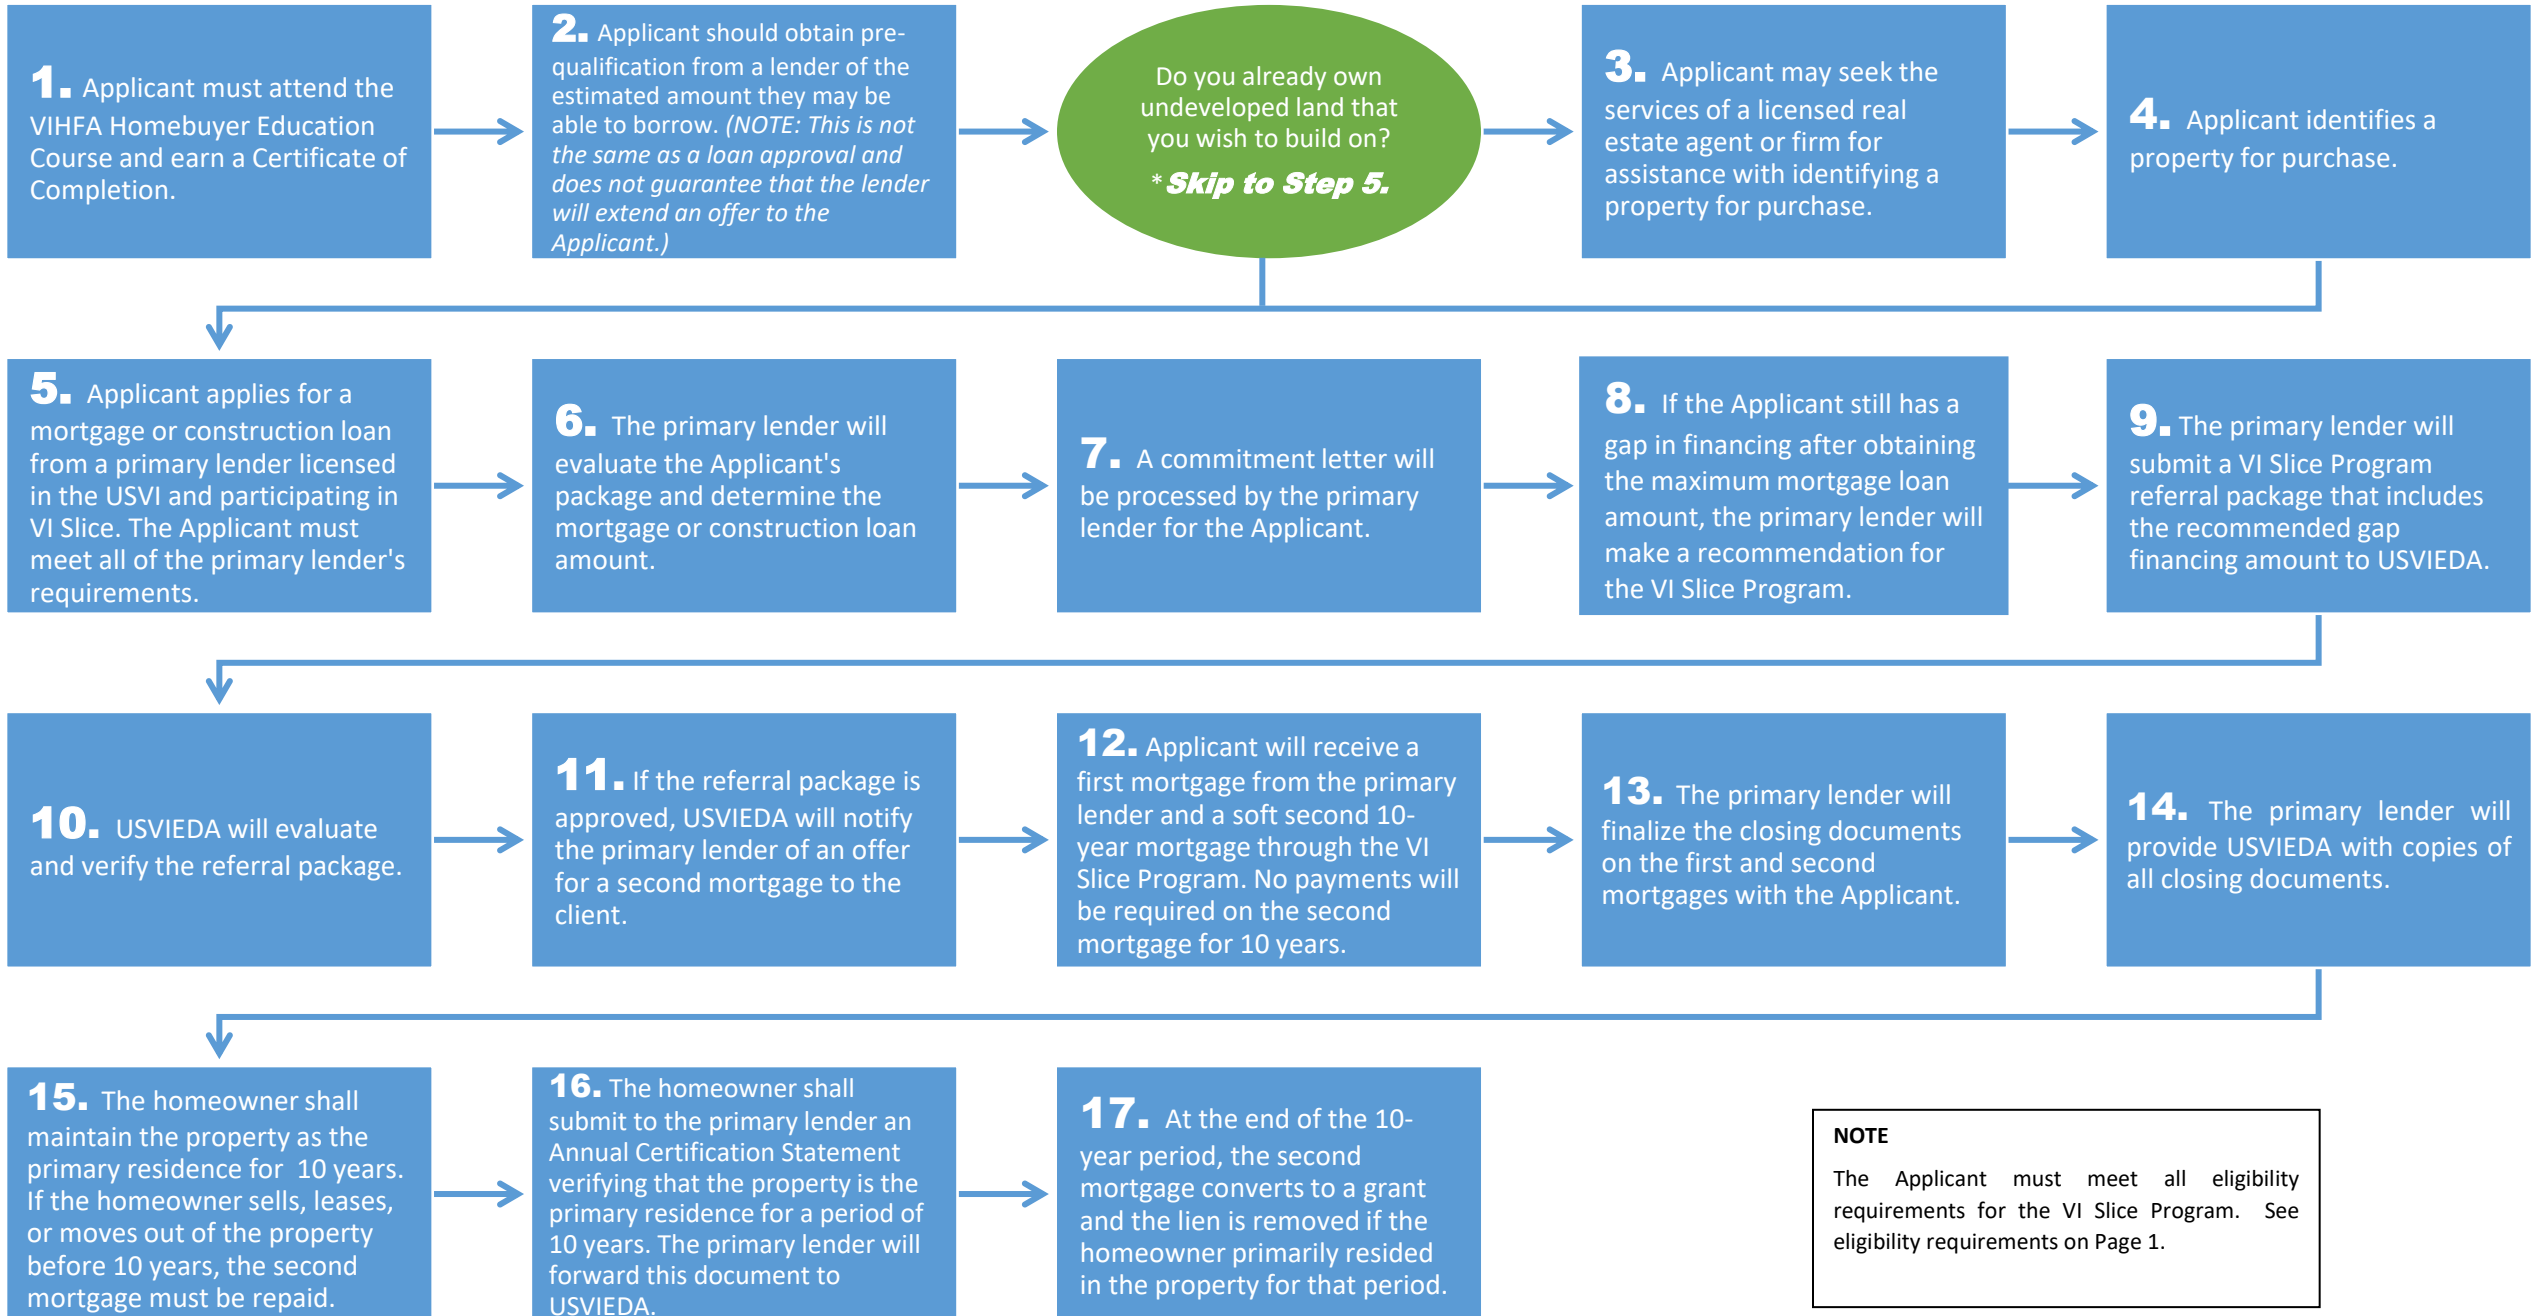 1. Applicant must attend the
VIHFA Homebuyer Education
Course and earn a Certificate of
Completion.
2. Applicant should obtain pre-
qualification from a lender of the
estimated amount they may be
able to borrow. (NOTE: This is not
the same as a loan approval and
does not guarantee that the lender
will extend an offer to the
Applicant.)
Do you already own
undeveloped land that
you wish to build on?
*Skip to Step 5.
3. Applicant may seek the
services of a licensed real
estate agent or firm for
assistance with identifying a
property for purchase.
4. Applicant identifies a
property for purchase.
5. Applicant applies for a
mortgage or construction loan
from a primary lender licensed
in the USVI and participating in
VI Slice. The Applicant must
meet all of the primary lender's
requirements.
6. The primary lender will
evaluate the Applicant's
package and determine the
mortgage or construction loan
amount.
7. A commitment letter will
be processed by the primary
lender for the Applicant.
8. If the Applicant still has a
gap in financing after obtaining
the maximum mortgage loan
amount, the primary lender will
make a recommendation for
the VI Slice Program.
9. The primary lender will
submit a VI Slice Program
referral package that includes
the recommended gap
financing amount to USVIEDA.
10. USVIEDA will evaluate
and verify the referral package.
11. If the referral package is
approved, USVIEDA will notify
the primary lender of an offer
for a second mortgage to the
client.
12. Applicant will receive a
first mortgage from the primary
lender and a soft second 10-
year mortgage through the VI
Slice Program. No payments will
be required on the second
mortgage for 10 years.
13. The primary lender will
finalize the closing documents
on the first and second
mortgages with the Applicant.
14. The primary lender will
provide USVIEDA with copies of
all closing documents.
15. The homeowner shall
maintain the property as the
primary residence for 10 years.
If the homeowner sells, leases,
or moves out of the property
before 10 years, the second
mortgage must be repaid.
16. The homeowner shall
submit to the primary lender an
Annual Certification Statement
verifying that the property is the
primary residence for a period of
10 years. The primary lender will
forward this document to
USVIEDA.
17. At the end of the 10-
year period, the second
mortgage converts to a grant
and the lien is removed if the
homeowner primarily resided
in the property for that period.
NOTE
The Applicant must meet all eligibility
requirements for the VI Slice Program. See
eligibility requirements on Page 1.